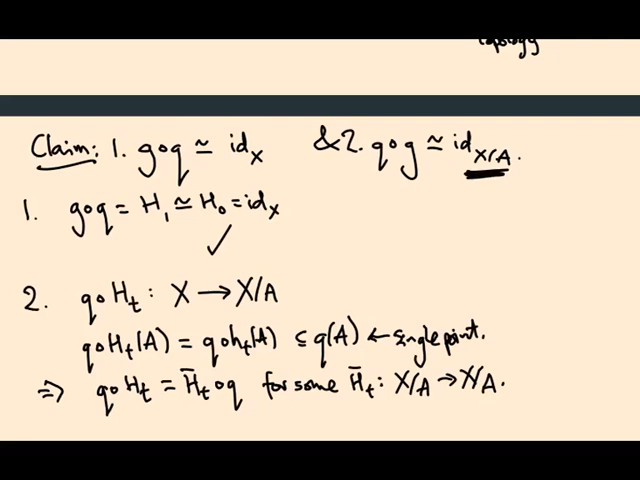 topology
Claim: 1. g∘q ≃ id_X & 2. q∘g ≃ id_{X/A}.
1. g∘q = H_1 ≃ H_0 = id_X
✓
2. q∘H_t : X → X/A
q∘H_t(A) = q∘h_t(A) ⊆ q(A) ← single point.
⇒ q∘H_t = H̄_t∘q for some H̄_t : X/A → X/A.